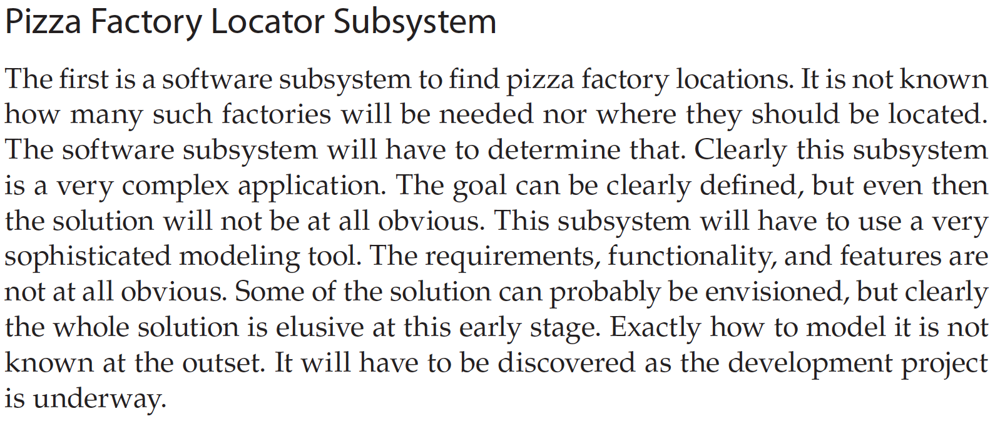 Pizza Factory Locator Subsystem
The first is a software subsystem to find pizza factory locations. It is not known
how many such factories will be needed nor where they should be located.
The software subsystem will have to determine that. Clearly this subsystem
is a very complex application. The goal can be clearly defined, but even then
the solution will not be at all obvious. This subsystem will have to use a very
sophisticated modeling tool. The requirements, functionality, and features are
not at all obvious. Some of the solution can probably be envisioned, but clearly
the whole solution is elusive at this early stage. Exactly how to model it is not
known at the outset. It will have to be discovered as the development project
is underway.